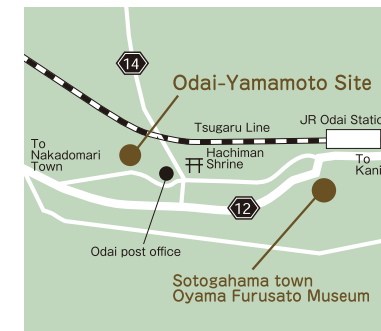 14
Odai-Yamamoto Site
JR Odai Static
Tsugaru Line
To
Nakadomari
Town
Hachiman
Shrine
To
Kani
12
Odai post office
Sotogahama town
Oyama Furusato Museum